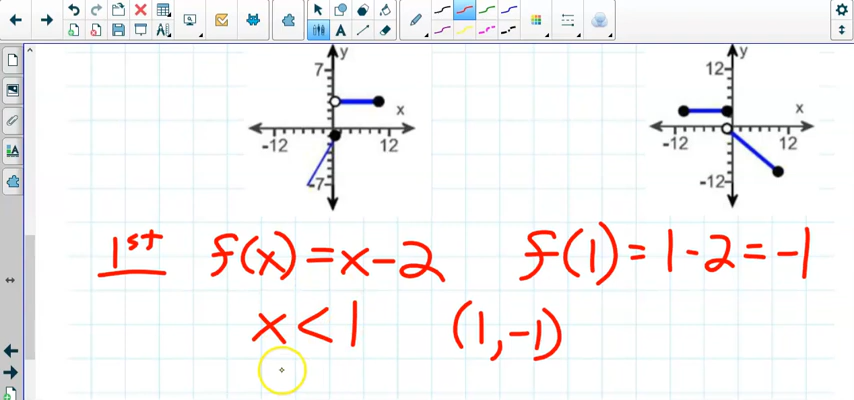 y
7
x
-12
12
-7
y
12
x
-12
12
-12
1st f(x) = x - 2 f(1) = 1 - 2 = -1
x < 1 (1, -1)